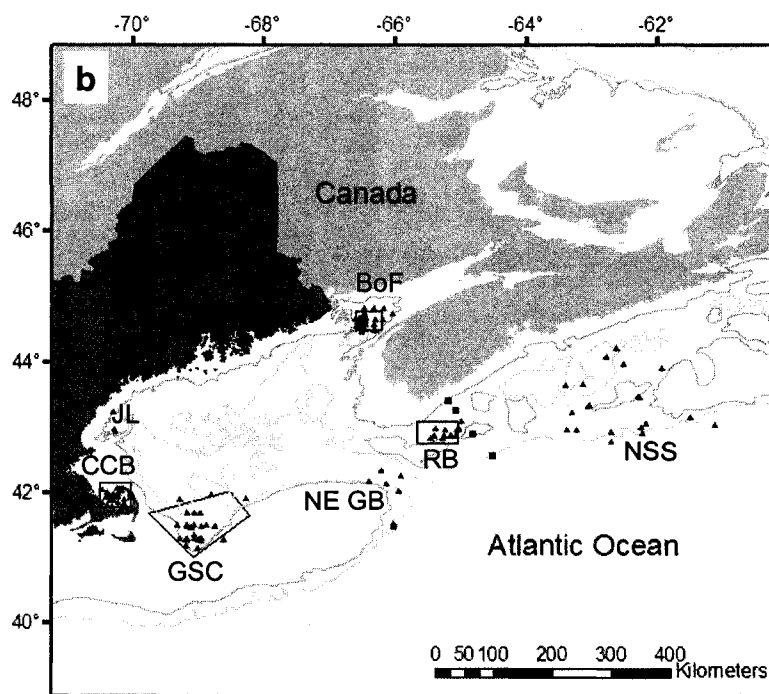 -70° -68° -66° -64° -62°
b
48°
Canada
46°
BoF
44°
JL
CCB
RB
NSS
42°
NE GB
Atlantic Ocean
GSC
40°
0 50 100 200 300 400
Kilometers